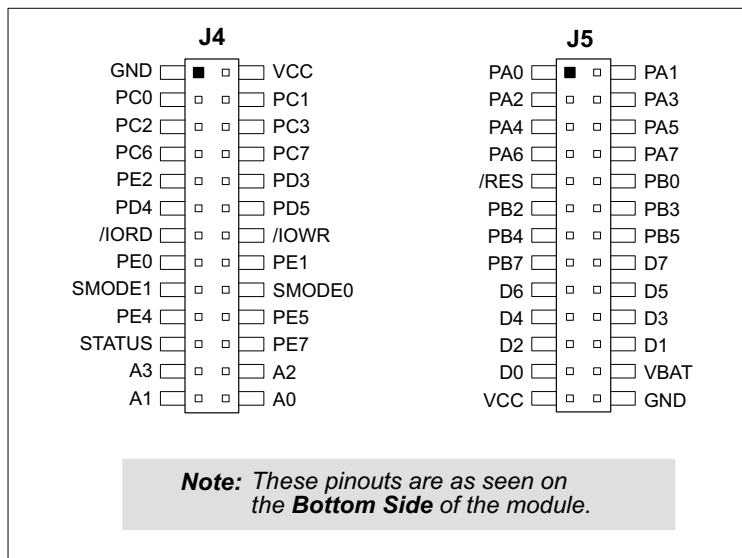 J4
GND VCC
PC0 PC1
PC2 PC3
PC6 PC7
PE2 PD3
PD4 PD5
/IORD /IOWR
PE0 PE1
SMODE1 SMODE0
PE4 PE5
STATUS PE7
A3 A2
A1 A0
J5
PA0 PA1
PA2 PA3
PA4 PA5
PA6 PA7
/RES PB0
PB2 PB3
PB4 PB5
PB7 D7
D6 D5
D4 D3
D2 D1
D0 VBAT
VCC GND
Note: These pinouts are as seen on
the Bottom Side of the module.